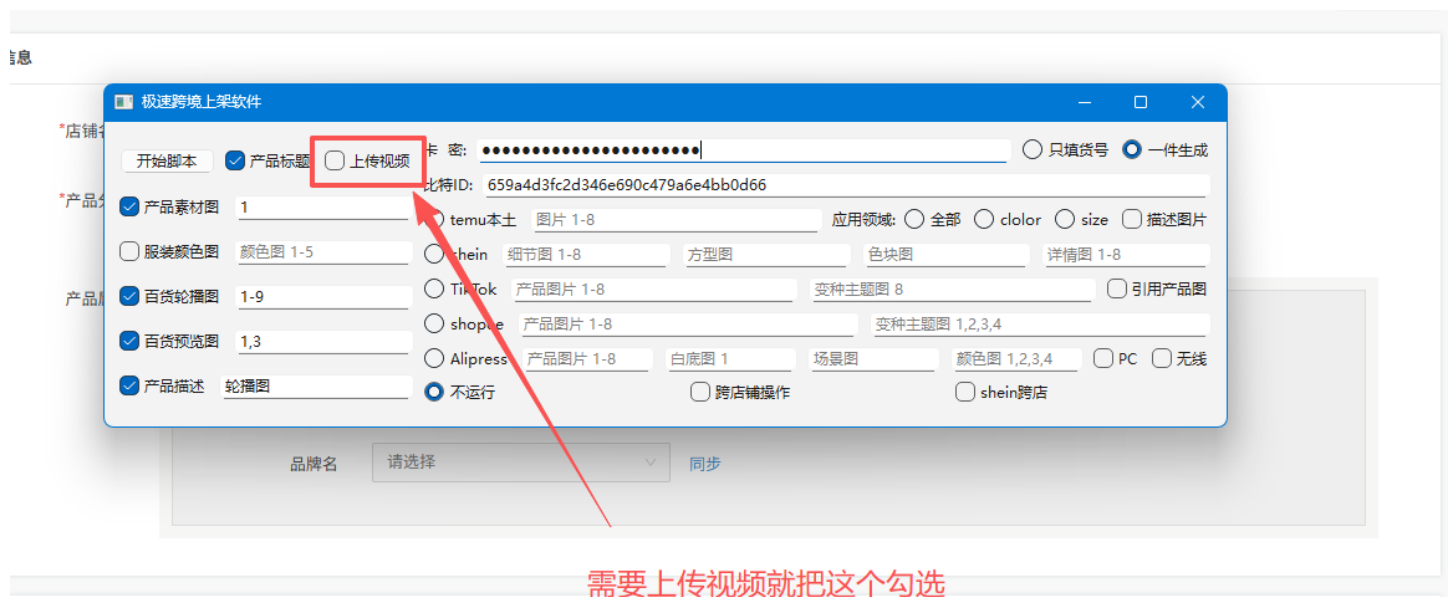 信息
极速跨境上架软件
*店铺名
开始脚本 产品标题 上传视频 卡 密: ●●●●●●●●●●●●●●●●●●●●●● 只填货号 一件生成
比特ID: 659a4d3fc2d346e690c479a6e4bb0d66
*产品分
产品素材图 1 temu本土 图片 1-8 应用领域: 全部 clolor size 描述图片
服装颜色图 颜色图 1-5 shein 细节图 1-8 方型图 色块图 详情图 1-8
产品属
百货轮播图 1-9 TikTok 产品图片 1-8 变种主题图 8 引用产品图
shopee 产品图片 1-8 变种主题图 1,2,3,4
百货预览图 1,3
Alipress 产品图片 1-8 白底图 1 场景图 颜色图 1,2,3,4 PC 无线
产品描述 轮播图 不运行 跨店铺操作 shein跨店
品牌名 请选择 同步
需要上传视频就把这个勾选